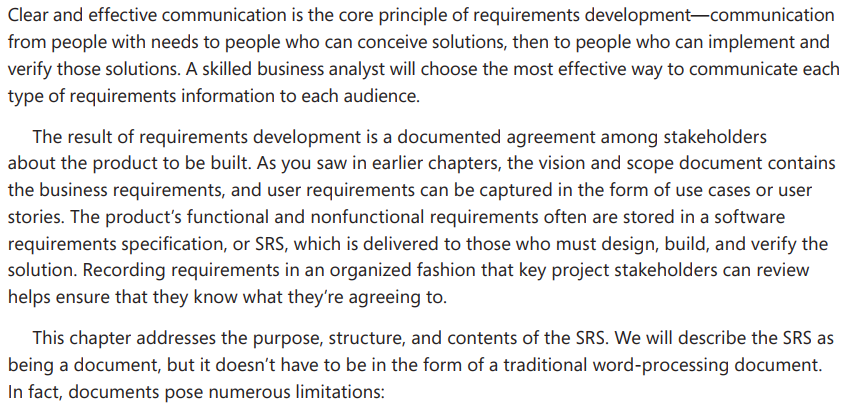 Clear and effective communication is the core principle of requirements development—communication
from people with needs to people who can conceive solutions, then to people who can implement and
verify those solutions. A skilled business analyst will choose the most effective way to communicate each
type of requirements information to each audience.
The result of requirements development is a documented agreement among stakeholders
about the product to be built. As you saw in earlier chapters, the vision and scope document contains
the business requirements, and user requirements can be captured in the form of use cases or user
stories. The product’s functional and nonfunctional requirements often are stored in a software
requirements specification, or SRS, which is delivered to those who must design, build, and verify the
solution. Recording requirements in an organized fashion that key project stakeholders can review
helps ensure that they know what they’re agreeing to.
This chapter addresses the purpose, structure, and contents of the SRS. We will describe the SRS as
being a document, but it doesn’t have to be in the form of a traditional word-processing document.
In fact, documents pose numerous limitations: